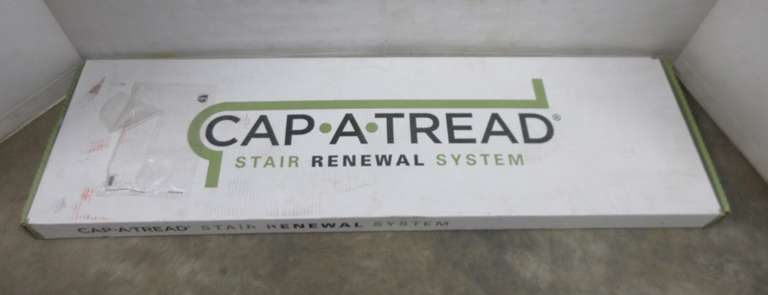 CAP•A•TREAD®
STAIR RENEWAL SYSTEM
CAP•A•TREAD® STAIR RENEWAL SYSTEM